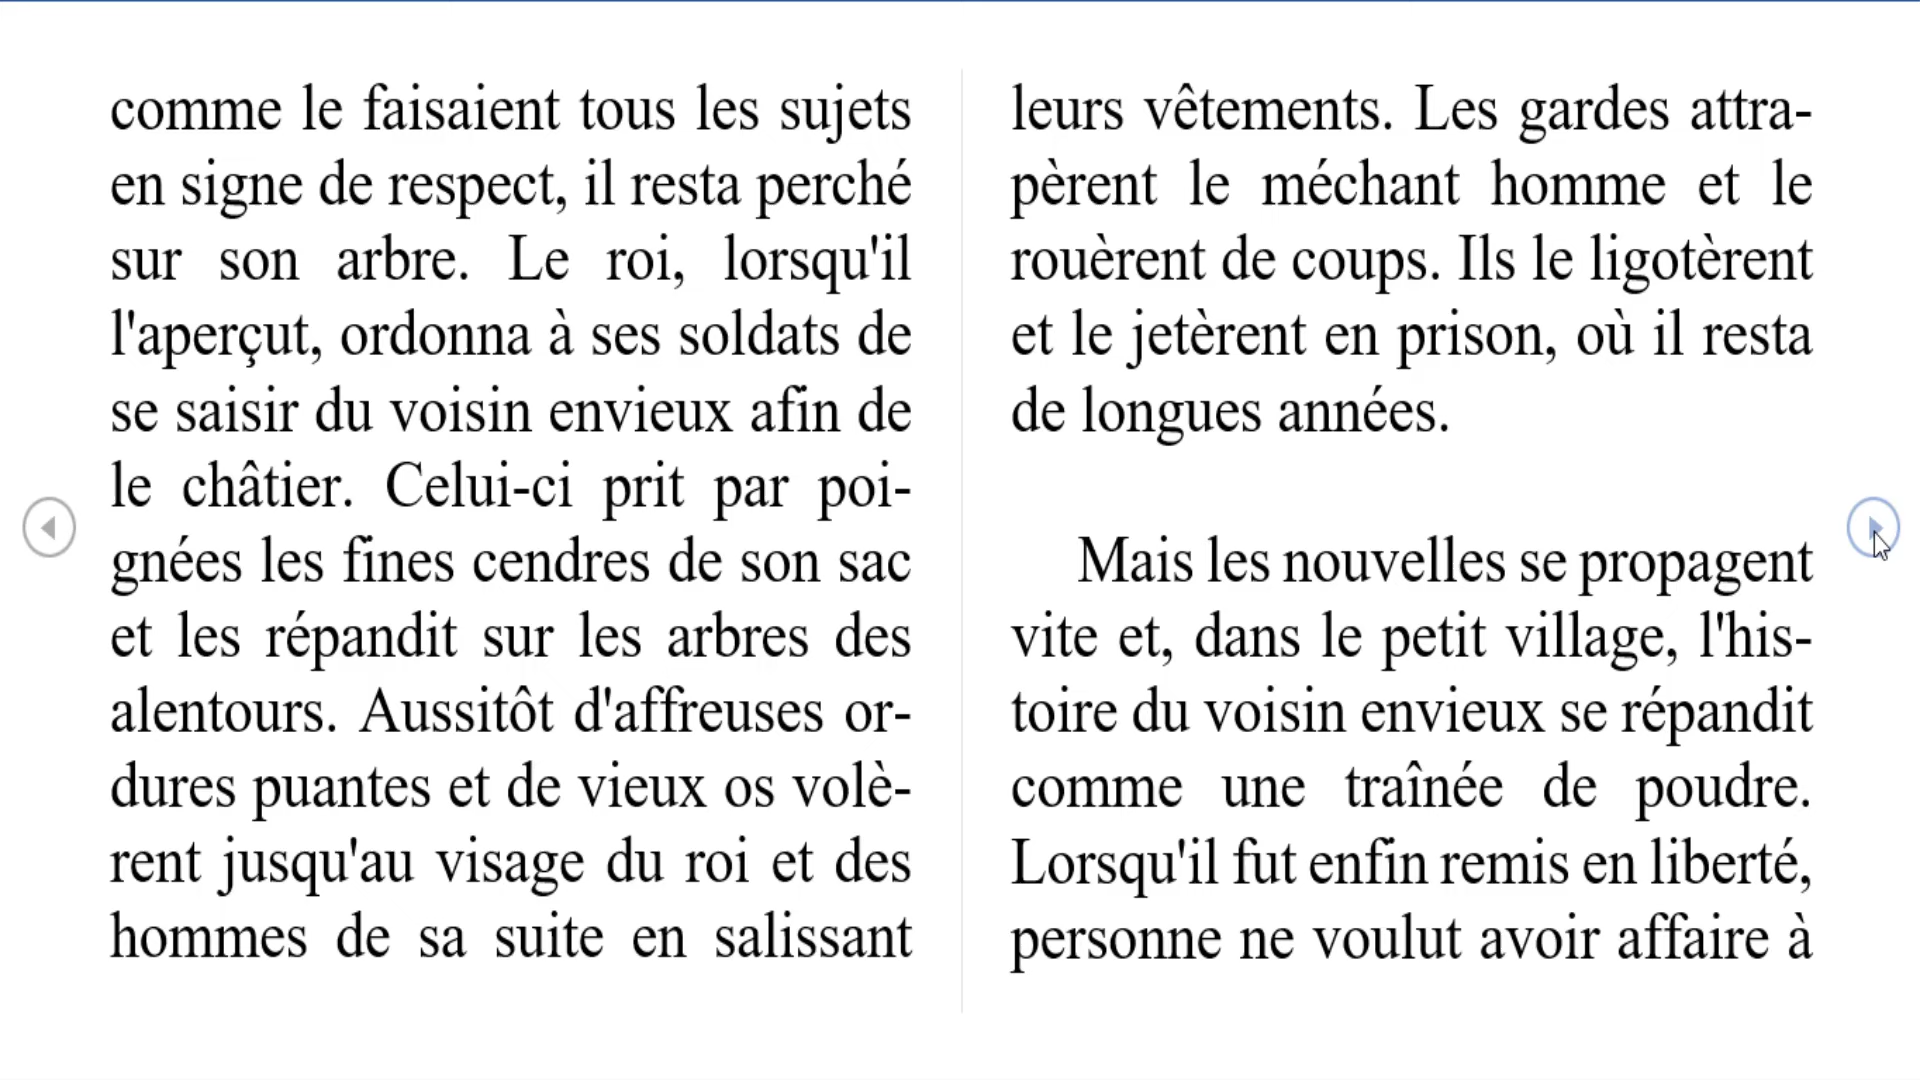 comme le faisaient tous les sujets
en signe de respect, il resta perché
sur son arbre. Le roi, lorsqu'il
l'aperçut, ordonna à ses soldats de
se saisir du voisin envieux afin de
le châtier. Celui-ci prit par poi-
gnées les fines cendres de son sac
et les répandit sur les arbres des
alentours. Aussitôt d'affreuses or-
dures puantes et de vieux os volè-
rent jusqu'au visage du roi et des
hommes de sa suite en salissant
leurs vêtements. Les gardes attra-
pèrent le méchant homme et le
rouèrent de coups. Ils le ligotèrent
et le jetèrent en prison, où il resta
de longues années.
Mais les nouvelles se propagent
vite et, dans le petit village, l'his-
toire du voisin envieux se répandit
comme une traînée de poudre.
Lorsqu'il fut enfin remis en liberté,
personne ne voulut avoir affaire à